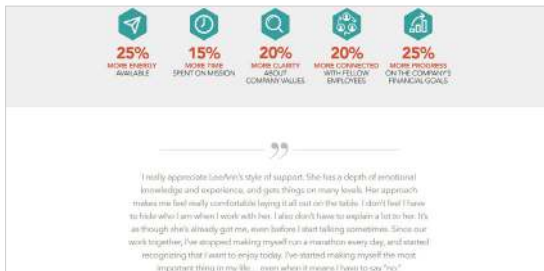 25% 15% 20% 20% 25%
MORE ENERGY MORE TIME MORE CLARITY MORE CONNECTED MORE PROGRESS
AVAILABLE SPENT ON MISSION ABOUT WITH FELLOW ON THE COMPANY'S
COMPANY VALUES EMPLOYEES FINANCIAL GOALS
”
I really appreciate LeeAnn's style of support. She has a depth of emotional
knowledge and experience, and gets things on many levels. Her approach
makes me feel really comfortable laying it all out on the table. I don't feel I have
to hide who I am when I work with her. I also don't have to explain a lot to her. It's
as though she's already got me, even before I start talking sometimes. Since our
work together, I've stopped making myself run a marathon every day, and started
recognizing that I want to enjoy today. I've started making myself the most
important thing in my life... even when it means I have to say "no."